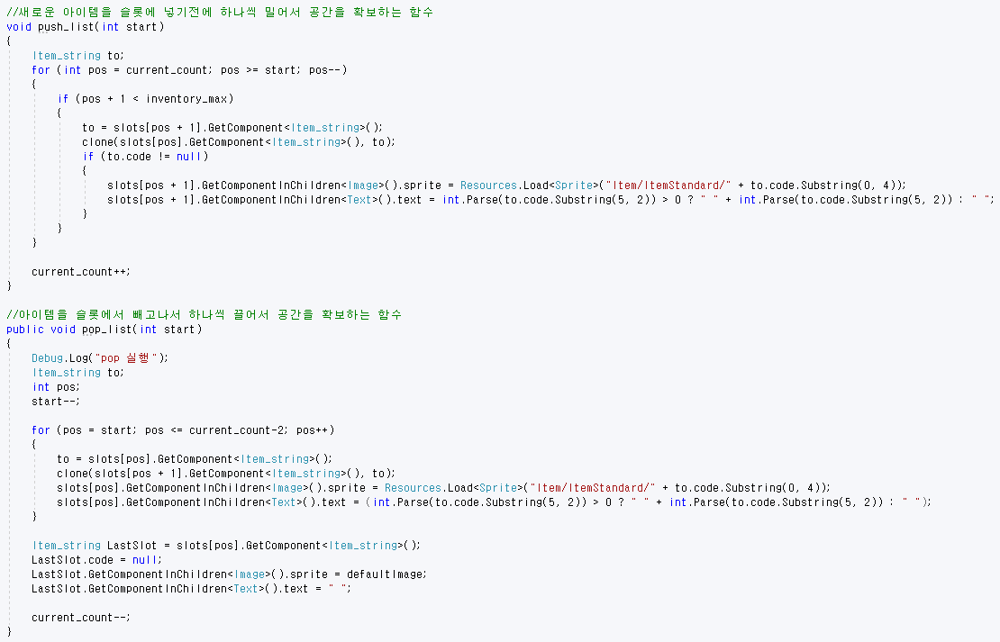 //새로운 아이템을 슬롯에 넣기전에 하나씩 밀어서 공간을 확보하는 함수
void push_list(int start)
{
    Item_string to;
    for (int pos = current_count; pos >= start; pos--)
    {
        if (pos + 1 < inventory_max)
        {
            to = slots[pos + 1].GetComponent<Item_string>();
            clone(slots[pos].GetComponent<Item_string>(), to);
            if (to.code != null)
            {
                slots[pos + 1].GetComponentInChildren<Image>().sprite = Resources.Load<Sprite>("Item/ItemStandard/" + to.code.Substring(0, 4));
                slots[pos + 1].GetComponentInChildren<Text>().text = int.Parse(to.code.Substring(5, 2)) > 0 ? " " + int.Parse(to.code.Substring(5, 2)) : " ";
            }
        }
    }
    current_count++;
}
//아이템을 슬롯에서 빼고나서 하나씩 끌어서 공간을 확보하는 함수
public void pop_list(int start)
{
    Debug.Log("pop 실행");
    Item_string to;
    int pos;
    start--;
    for (pos = start; pos <= current_count-2; pos++)
    {
        to = slots[pos].GetComponent<Item_string>();
        clone(slots[pos + 1].GetComponent<Item_string>(), to);
        slots[pos].GetComponentInChildren<Image>().sprite = Resources.Load<Sprite>("Item/ItemStandard/" + to.code.Substring(0, 4));
        slots[pos].GetComponentInChildren<Text>().text = (int.Parse(to.code.Substring(5, 2)) > 0 ? " " + int.Parse(to.code.Substring(5, 2)) : " ");
    }
    Item_string LastSlot = slots[pos].GetComponent<Item_string>();
    LastSlot.code = null;
    LastSlot.GetComponentInChildren<Image>().sprite = defaultImage;
    LastSlot.GetComponentInChildren<Text>().text = " ";
    current_count--;
}